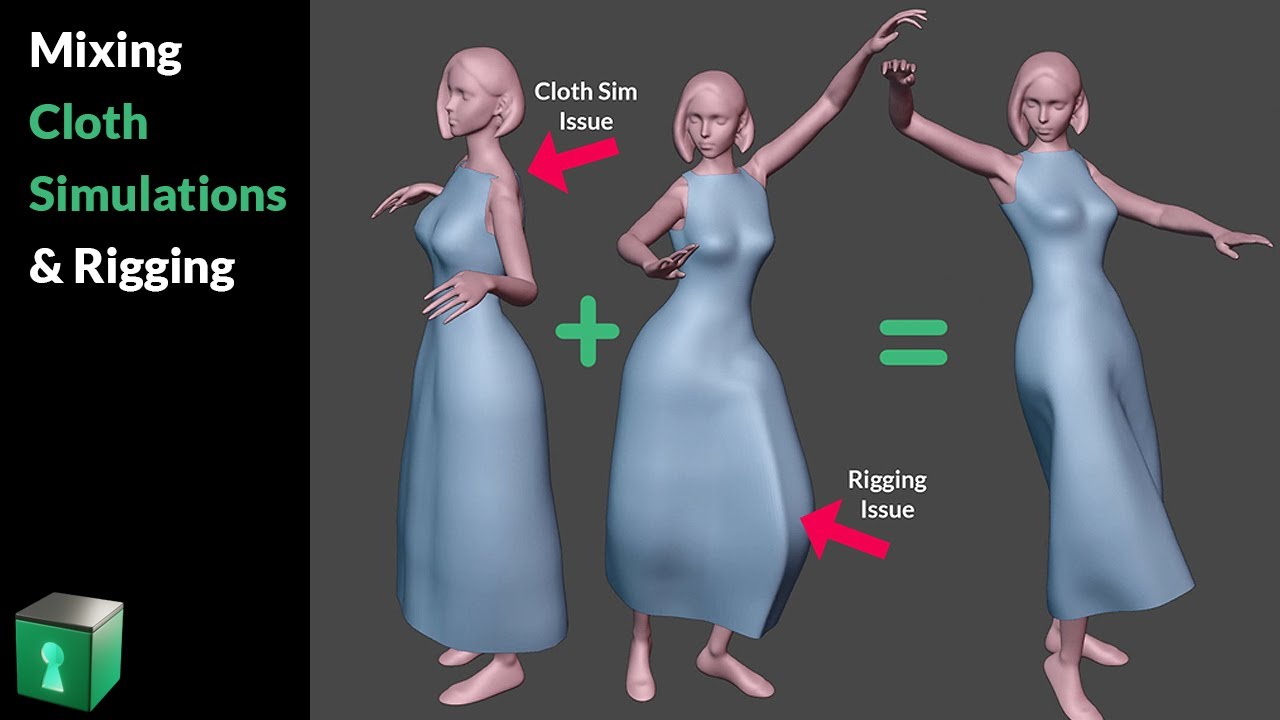 Mixing
Cloth
Simulations
& Rigging
Cloth Sim
Issue
Rigging
Issue